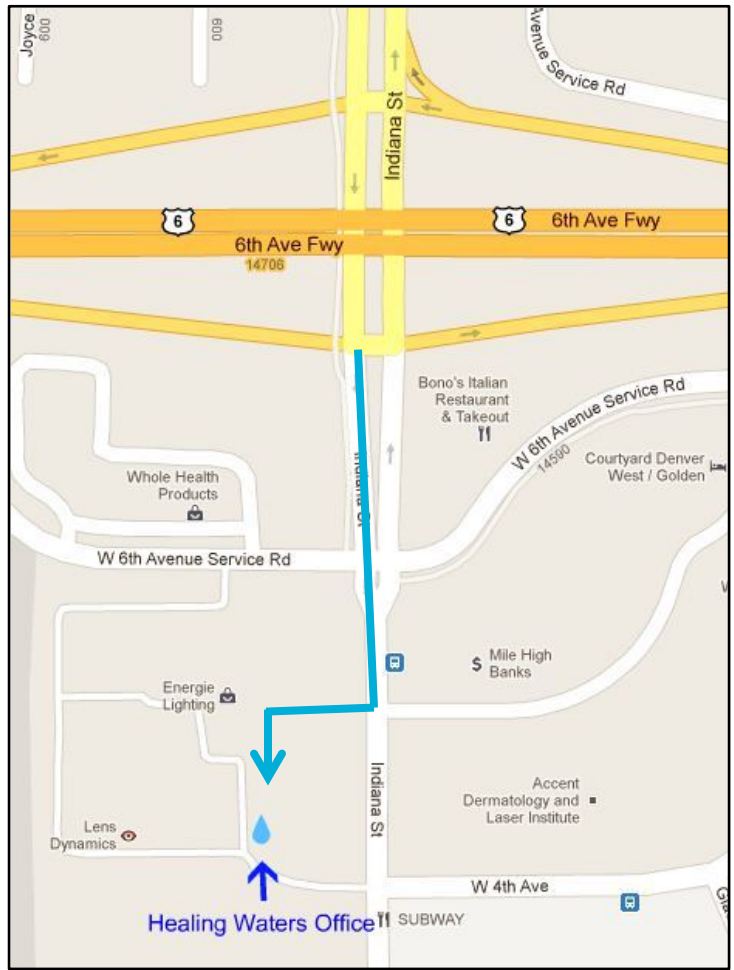 Joyce
600
600
Avenue Service Rd
Indiana St
6
6
6th Ave Fwy
6th Ave Fwy
14706
Bono's Italian
Restaurant
& Takeout
W 6th Avenue Service Rd
14590
Courtyard Denver
West / Golden
Whole Health
Products
W 6th Avenue Service Rd
$ Mile High
Banks
Energie
Lighting
Indiana St
Accent
Dermatology and
Laser Institute
Lens
Dynamics
W 4th Ave
Healing Waters Office
SUBWAY